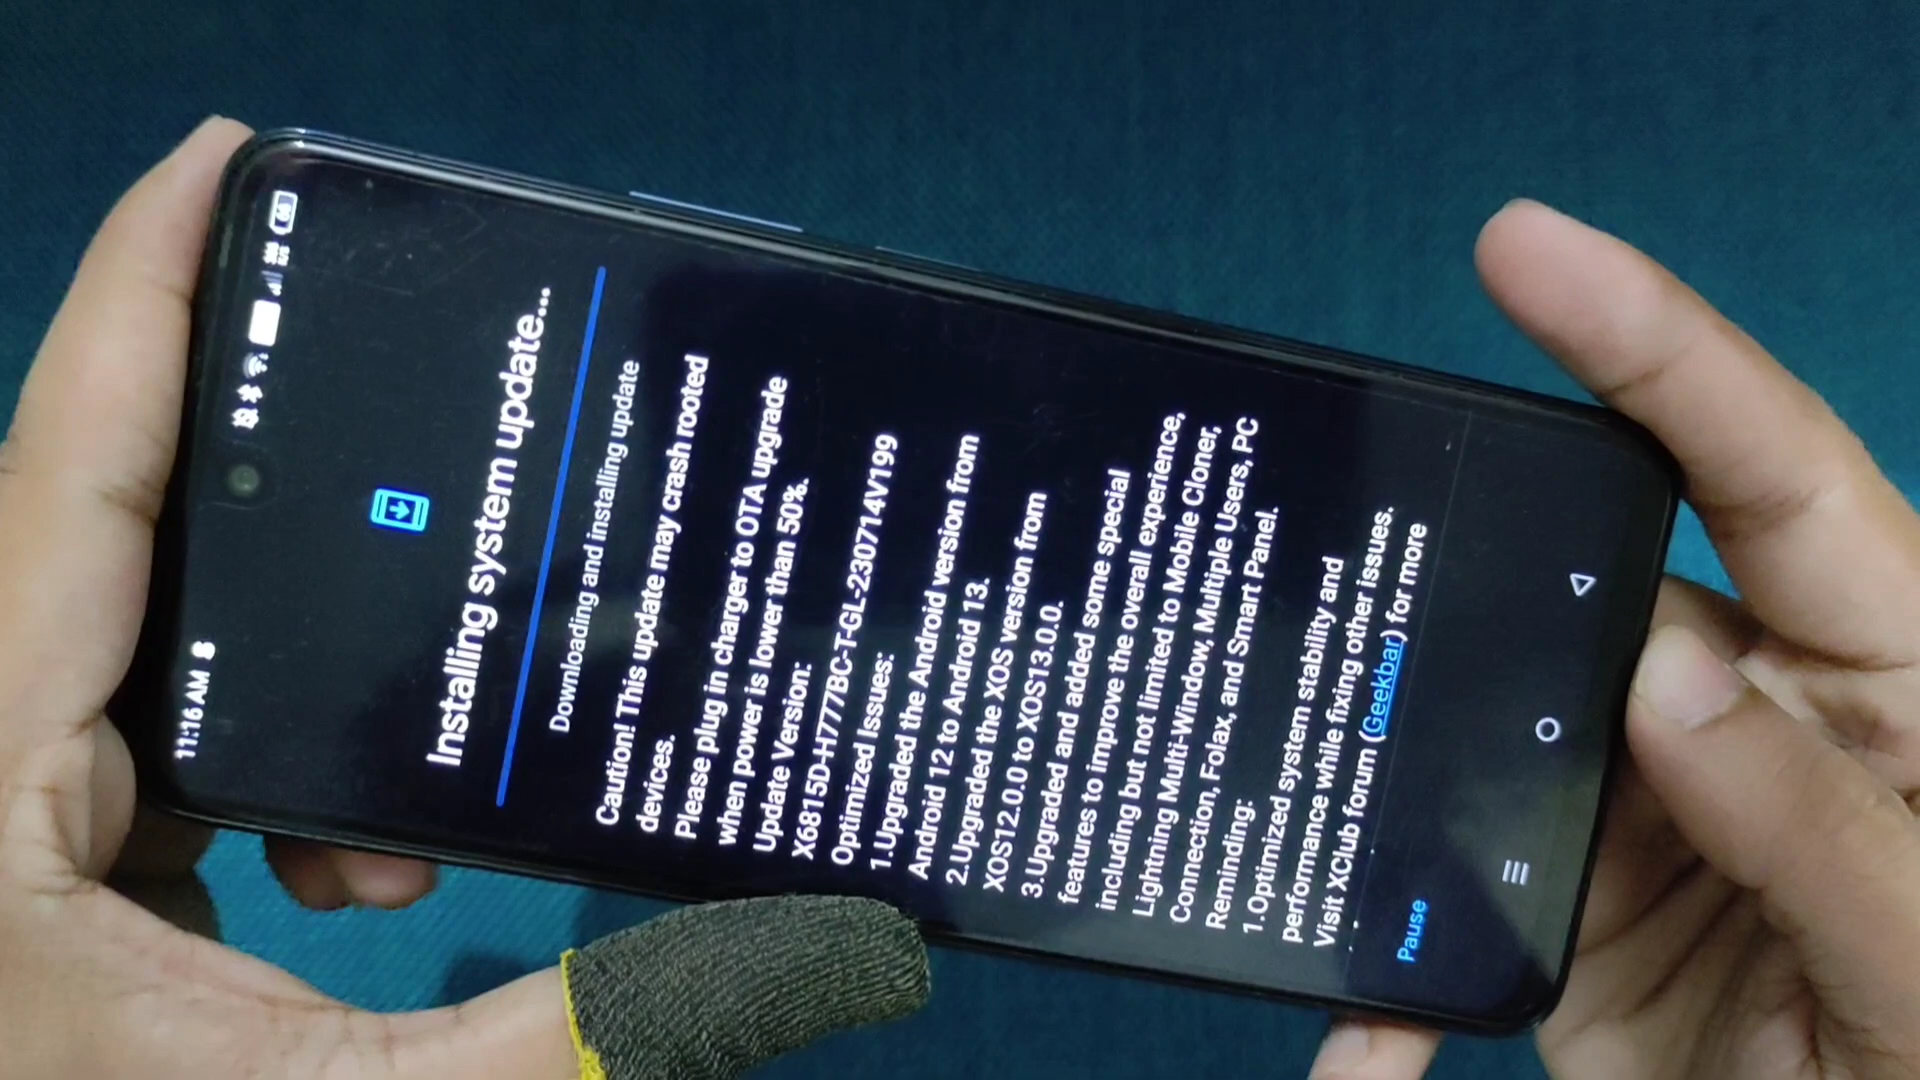 11:16 AM
Installing system update...
Downloading and installing update
Caution! This update may crash rooted
devices.
Please plug in charger to OTA upgrade
when power is lower than 50%.
Update Version:
X6815D-H777BC-T-GL-230714V199
Optimized Issues:
1.Upgraded the Android version from
Android 12 to Android 13.
2.Upgraded the XOS version from
XOS12.0.0 to XOS13.0.0.
3.Upgraded and added some special
features to improve the overall experience,
including but not limited to Mobile Cloner,
Lightning Multi-Window, Multiple Users, PC
Connection, Folax, and Smart Panel.
Reminding:
1.Optimized system stability and
performance while fixing other issues.
Visit XClub forum (Geekbar) for more
Pause